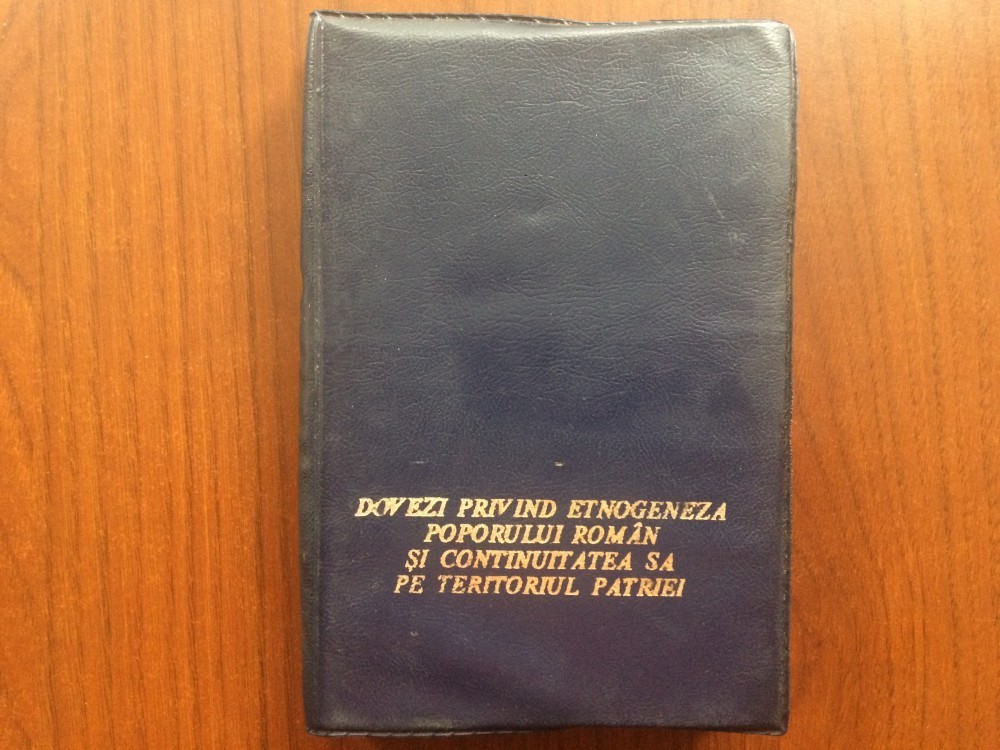 DOVEZI PRIVIND ETNOGENEZA
POPORULUI ROMÂN
ȘI CONTINUITATEA SA
PE TERITORIUL PATRIEI